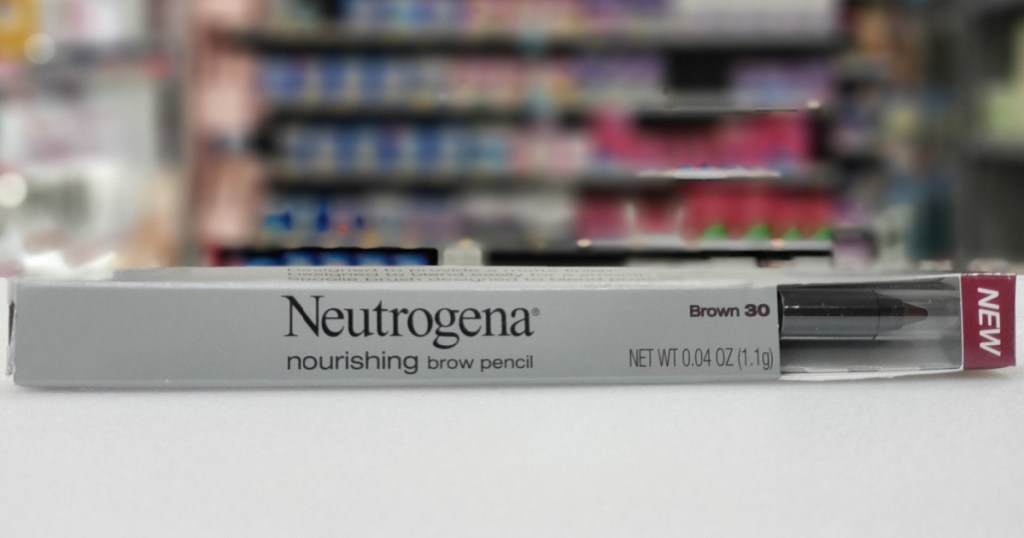 Neutrogena®
nourishing brow pencil
Brown 30
NET WT 0.04 OZ (1.1g)
NEW